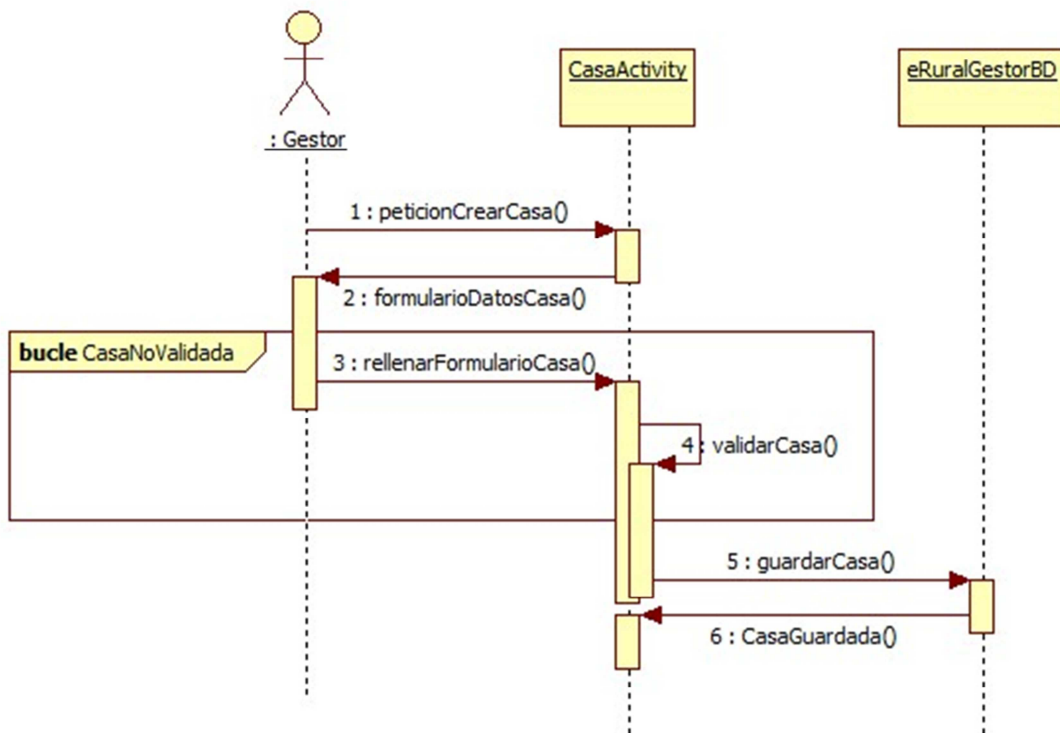 CasaActivity
eRuralGestorBD
: Gestor
1 : peticionCrearCasa()
2 : formularioDatosCasa()
bucle CasaNoValidada
3 : rellenarFormularioCasa()
4 : validarCasa()
5 : guardarCasa()
6 : CasaGuardada()